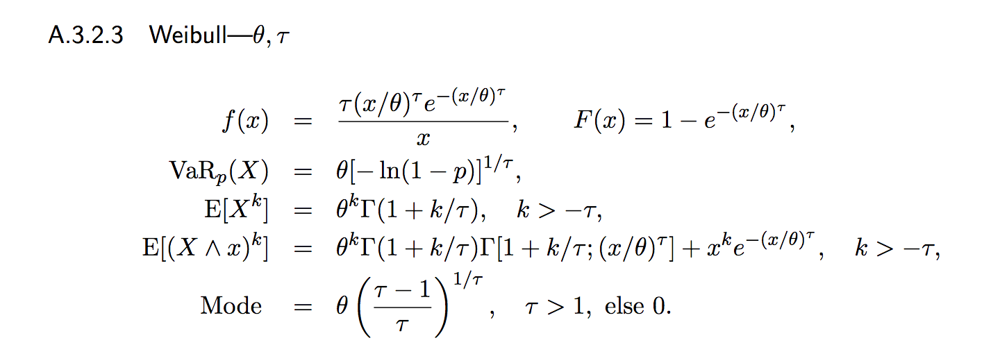 A.3.2.3 Weibull—θ, τ
f(x) = τ(x/θ)^τ e^{−(x/θ)^τ} / x, F(x) = 1 − e^{−(x/θ)^τ},
VaR_p(X) = θ[− ln(1 − p)]^{1/τ},
E[X^k] = θ^k Γ(1 + k/τ), k > −τ,
E[(X ∧ x)^k] = θ^k Γ(1 + k/τ)Γ[1 + k/τ; (x/θ)^τ] + x^k e^{−(x/θ)^τ}, k > −τ,
Mode = θ ((τ − 1)/τ)^{1/τ}, τ > 1, else 0.